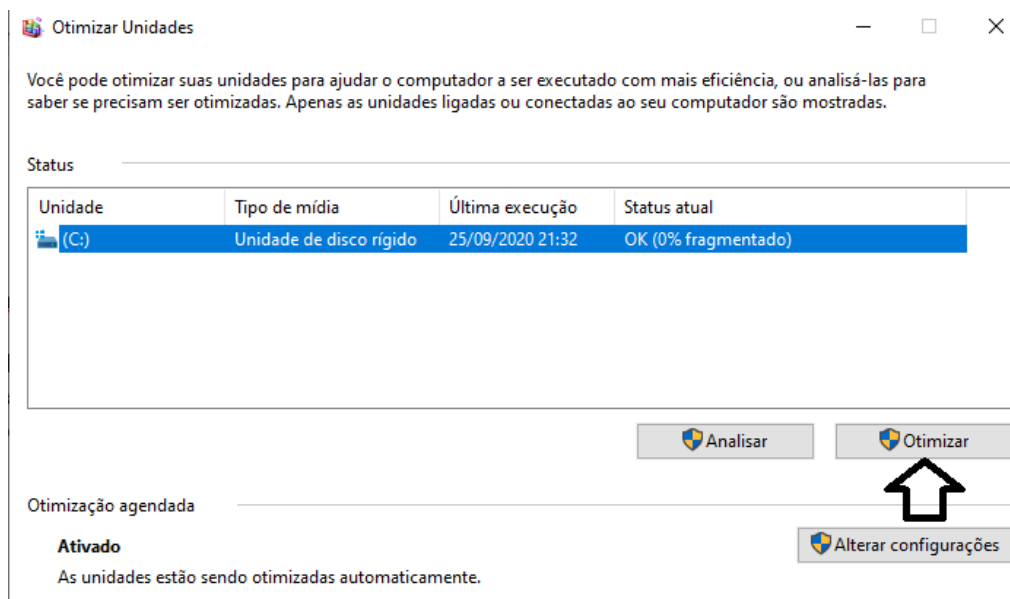 Otimizar Unidades
Você pode otimizar suas unidades para ajudar o computador a ser executado com mais eficiência, ou analisá-las para
saber se precisam ser otimizadas. Apenas as unidades ligadas ou conectadas ao seu computador são mostradas.
Status
Unidade Tipo de mídia Última execução Status atual
(C:) Unidade de disco rígido 25/09/2020 21:32 OK (0% fragmentado)
Analisar Otimizar
Otimização agendada
Ativado
Alterar configurações
As unidades estão sendo otimizadas automaticamente.